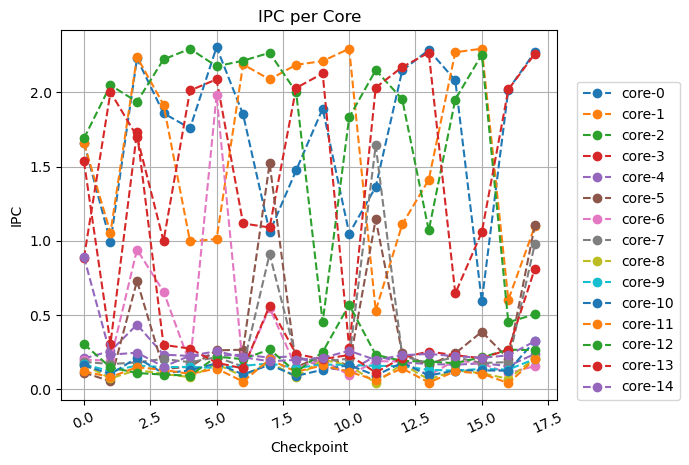 IPC per Core
IPC
2.0
1.5
1.0
0.5
0.0
0.0
2.5
5.0
7.5
10.0
12.5
15.0
17.5
Checkpoint
core-0
core-1
core-2
core-3
core-4
core-5
core-6
core-7
core-8
core-9
core-10
core-11
core-12
core-13
core-14